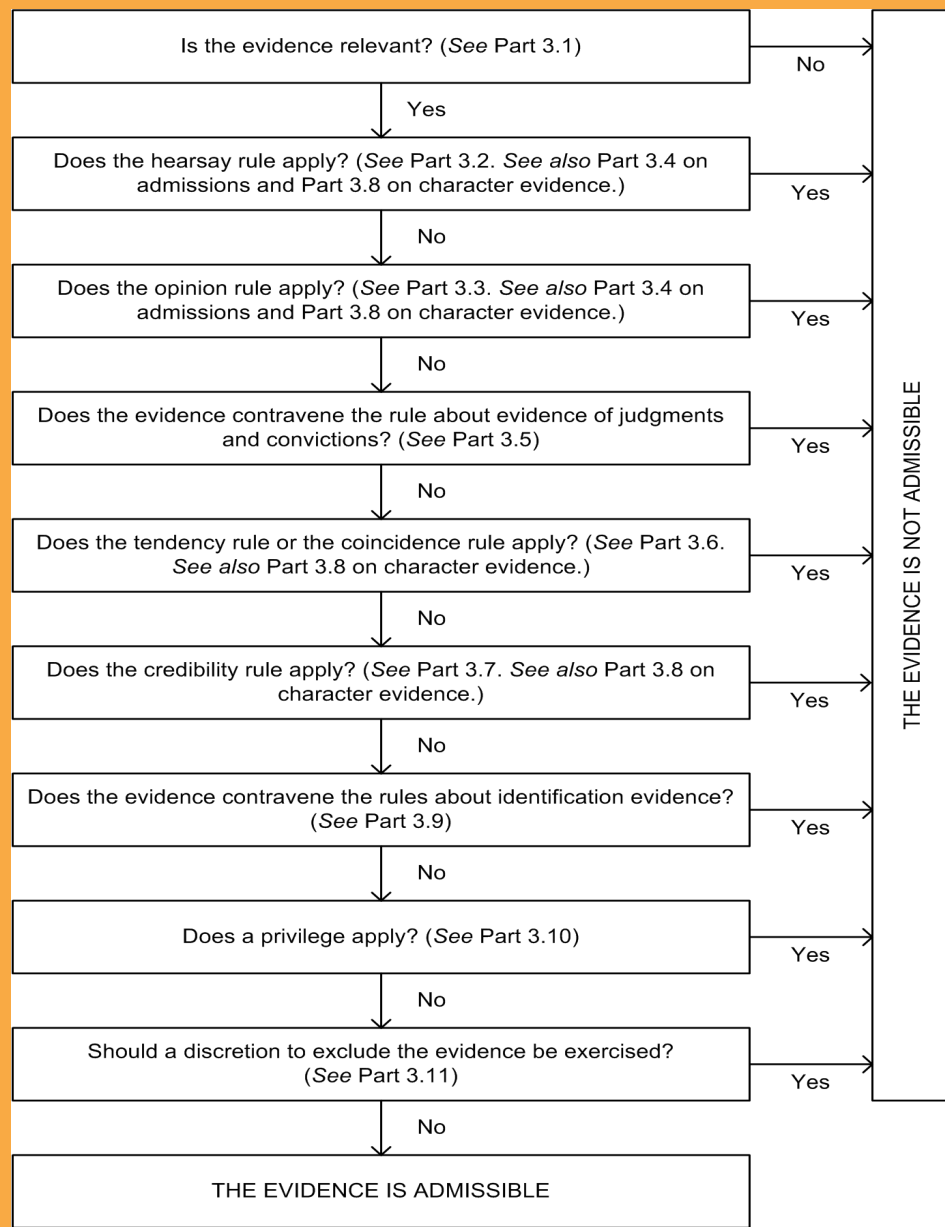 Is the evidence relevant? (See Part 3.1)
No
Yes
Does the hearsay rule apply? (See Part 3.2. See also Part 3.4 on
admissions and Part 3.8 on character evidence.)
Yes
No
Does the opinion rule apply? (See Part 3.3. See also Part 3.4 on
admissions and Part 3.8 on character evidence.)
Yes
No
Does the evidence contravene the rule about evidence of judgments
and convictions? (See Part 3.5)
Yes
No
Does the tendency rule or the coincidence rule apply? (See Part 3.6.
See also Part 3.8 on character evidence.)
Yes
No
Does the credibility rule apply? (See Part 3.7. See also Part 3.8 on
character evidence.)
Yes
No
Does the evidence contravene the rules about identification evidence?
(See Part 3.9)
Yes
No
Does a privilege apply? (See Part 3.10)
Yes
No
Should a discretion to exclude the evidence be exercised?
(See Part 3.11)
Yes
No
THE EVIDENCE IS ADMISSIBLE
THE EVIDENCE IS NOT ADMISSIBLE